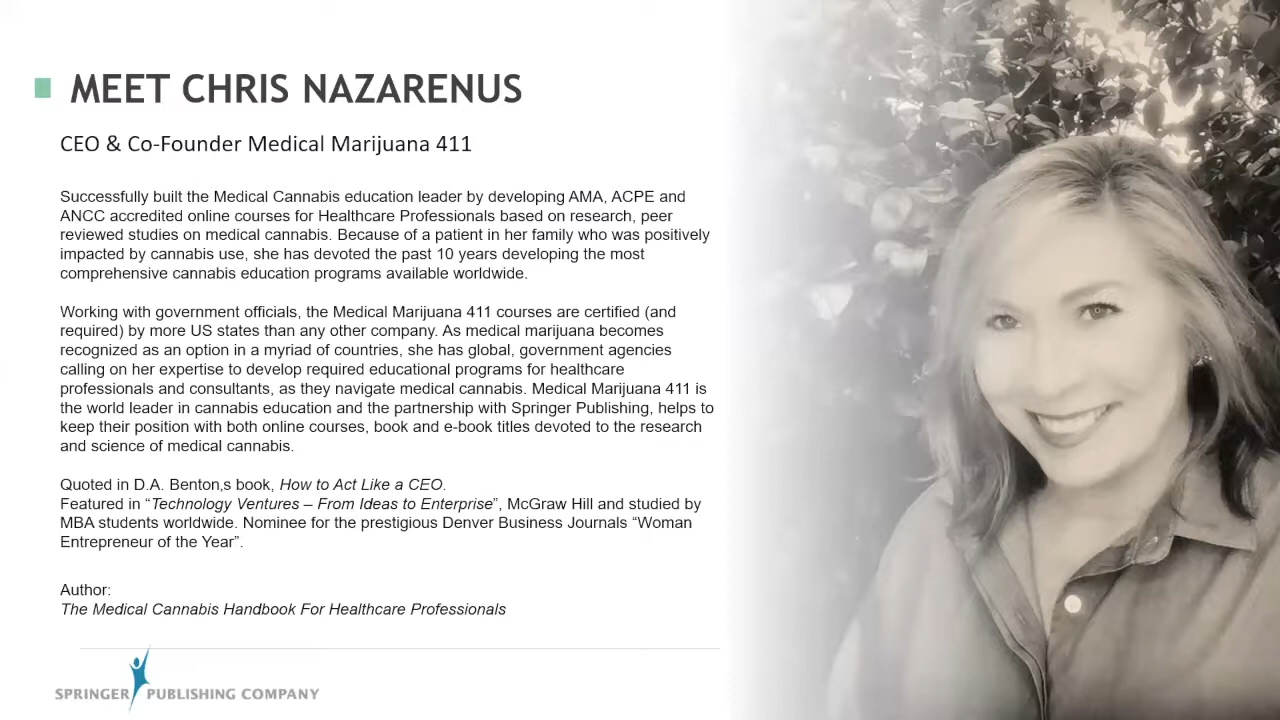 MEET CHRIS NAZARENUS
CEO & Co-Founder Medical Marijuana 411
Successfully built the Medical Cannabis education leader by developing AMA, ACPE and
ANCC accredited online courses for Healthcare Professionals based on research, peer
reviewed studies on medical cannabis. Because of a patient in her family who was positively
impacted by cannabis use, she has devoted the past 10 years developing the most
comprehensive cannabis education programs available worldwide.
Working with government officials, the Medical Marijuana 411 courses are certified (and
required) by more US states than any other company. As medical marijuana becomes
recognized as an option in a myriad of countries, she has global, government agencies
calling on her expertise to develop required educational programs for healthcare
professionals and consultants, as they navigate medical cannabis. Medical Marijuana 411 is
the world leader in cannabis education and the partnership with Springer Publishing, helps to
keep their position with both online courses, book and e-book titles devoted to the research
and science of medical cannabis.
Quoted in D.A. Benton,s book, How to Act Like a CEO.
Featured in “Technology Ventures – From Ideas to Enterprise”, McGraw Hill and studied by
MBA students worldwide. Nominee for the prestigious Denver Business Journals “Woman
Entrepreneur of the Year”.
Author:
The Medical Cannabis Handbook For Healthcare Professionals
SPRINGER PUBLISHING COMPANY